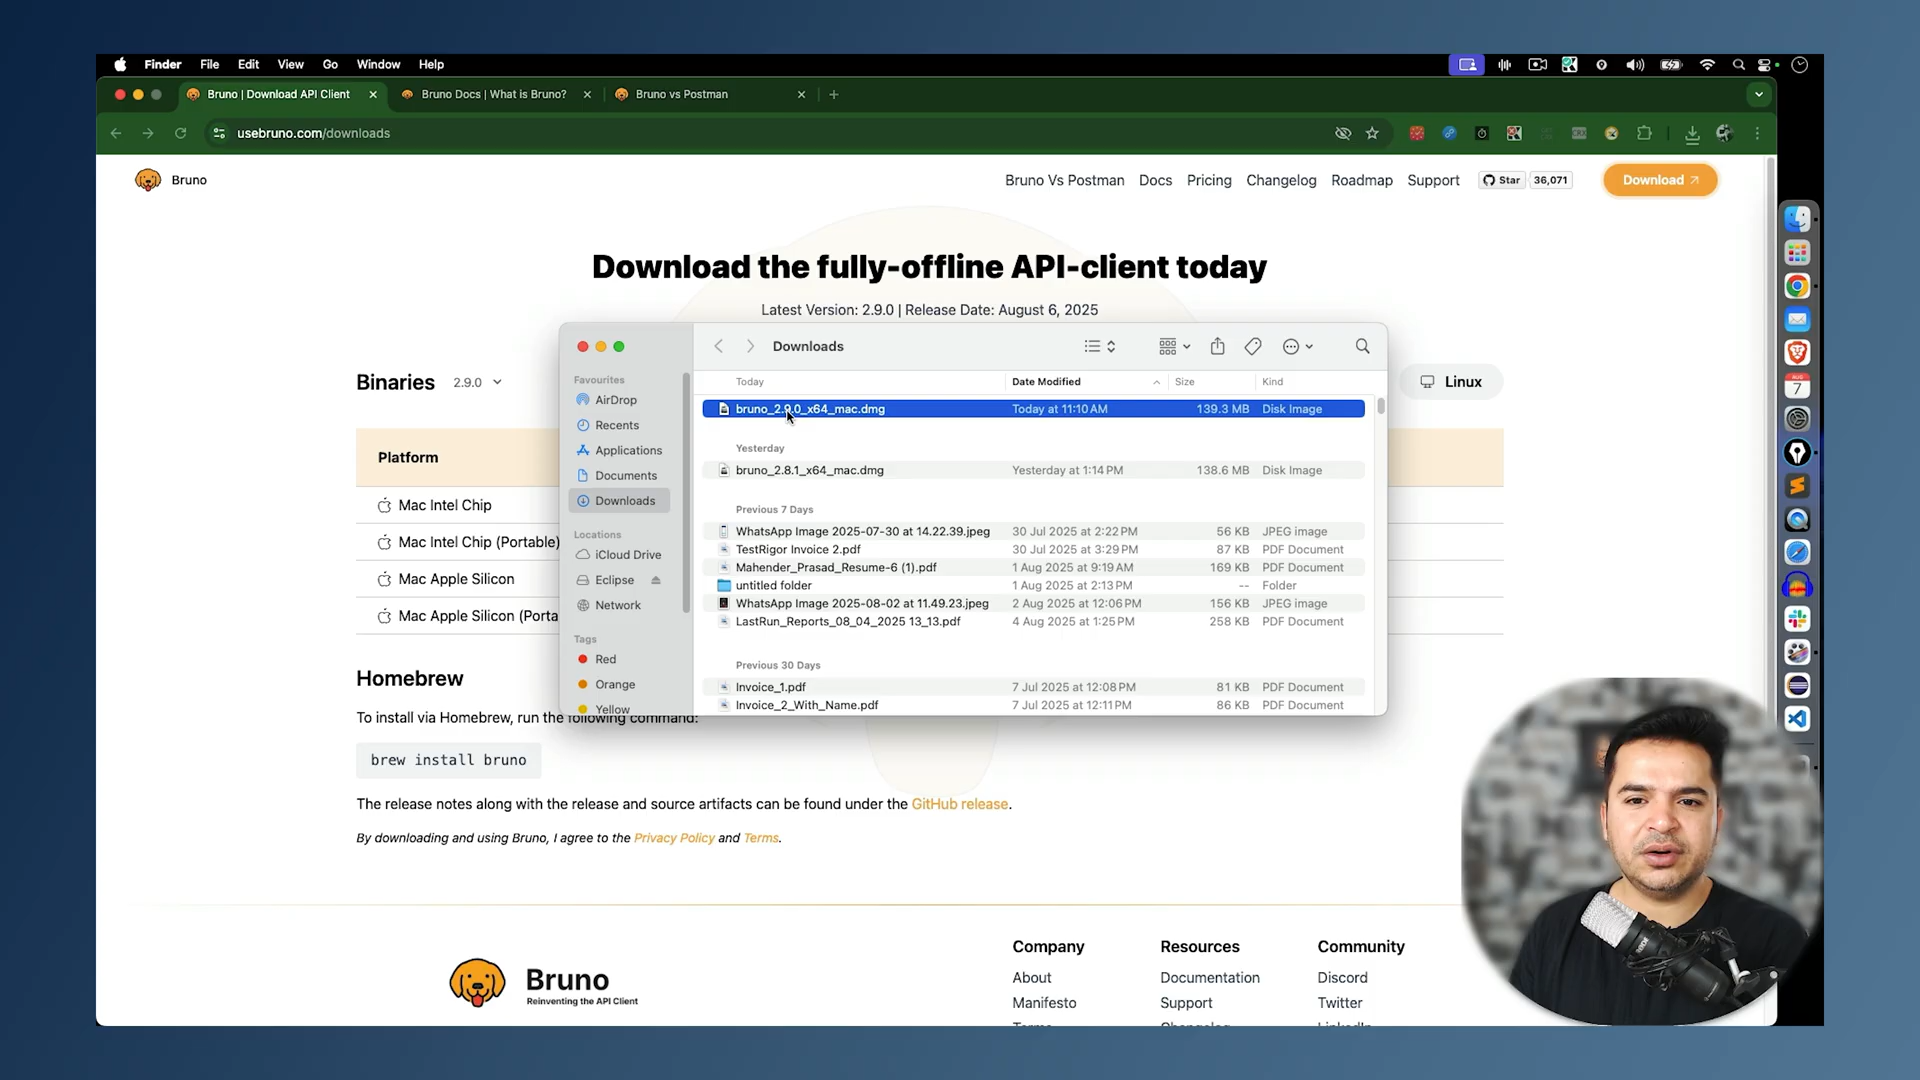 Finder File Edit View Go Window Help
Bruno | Download API Client
Bruno Docs | What is Bruno?
Bruno vs Postman
usebruno.com/downloads
Bruno
Bruno Vs Postman Docs Pricing Changelog Roadmap Support Star 36,071 Download
Download the fully-offline API-client today
Latest Version: 2.9.0 | Release Date: August 6, 2025
Binaries 2.9.0
Linux
Platform
Mac Intel Chip
Mac Intel Chip (Portable)
Mac Apple Silicon
Mac Apple Silicon (Porta
Downloads
Favourites
AirDrop
Recents
Applications
Documents
Downloads
Locations
iCloud Drive
Eclipse
Network
Tags
Red
Orange
Yellow
Today Date Modified Size Kind
bruno_2.9.0_x64_mac.dmg Today at 11:10 AM 139.3 MB Disk Image
Yesterday
bruno_2.8.1_x64_mac.dmg Yesterday at 1:14 PM 138.6 MB Disk Image
Previous 7 Days
WhatsApp Image 2025-07-30 at 14.22.39.jpeg 30 Jul 2025 at 2:22 PM 56 KB JPEG image
TestRigor Invoice 2.pdf 30 Jul 2025 at 3:29 PM 87 KB PDF Document
Mahender_Prasad_Resume-6 (1).pdf 1 Aug 2025 at 9:19 AM 169 KB PDF Document
untitled folder 1 Aug 2025 at 2:13 PM -- Folder
WhatsApp Image 2025-08-02 at 11.49.23.jpeg 2 Aug 2025 at 12:06 PM 156 KB JPEG image
LastRun_Reports_08_04_2025 13_13.pdf 4 Aug 2025 at 1:25 PM 258 KB PDF Document
Previous 30 Days
Invoice_1.pdf 7 Jul 2025 at 12:08 PM 81 KB PDF Document
Invoice_2_With_Name.pdf 7 Jul 2025 at 12:11 PM 86 KB PDF Document
Homebrew
To install via Homebrew, run the following command:
brew install bruno
The release notes along with the release and source artifacts can be found under the GitHub release.
By downloading and using Bruno, I agree to the Privacy Policy and Terms.
Bruno
Reinventing the API Client
Company
About
Manifesto
Resources
Documentation
Support
Community
Discord
Twitter
7